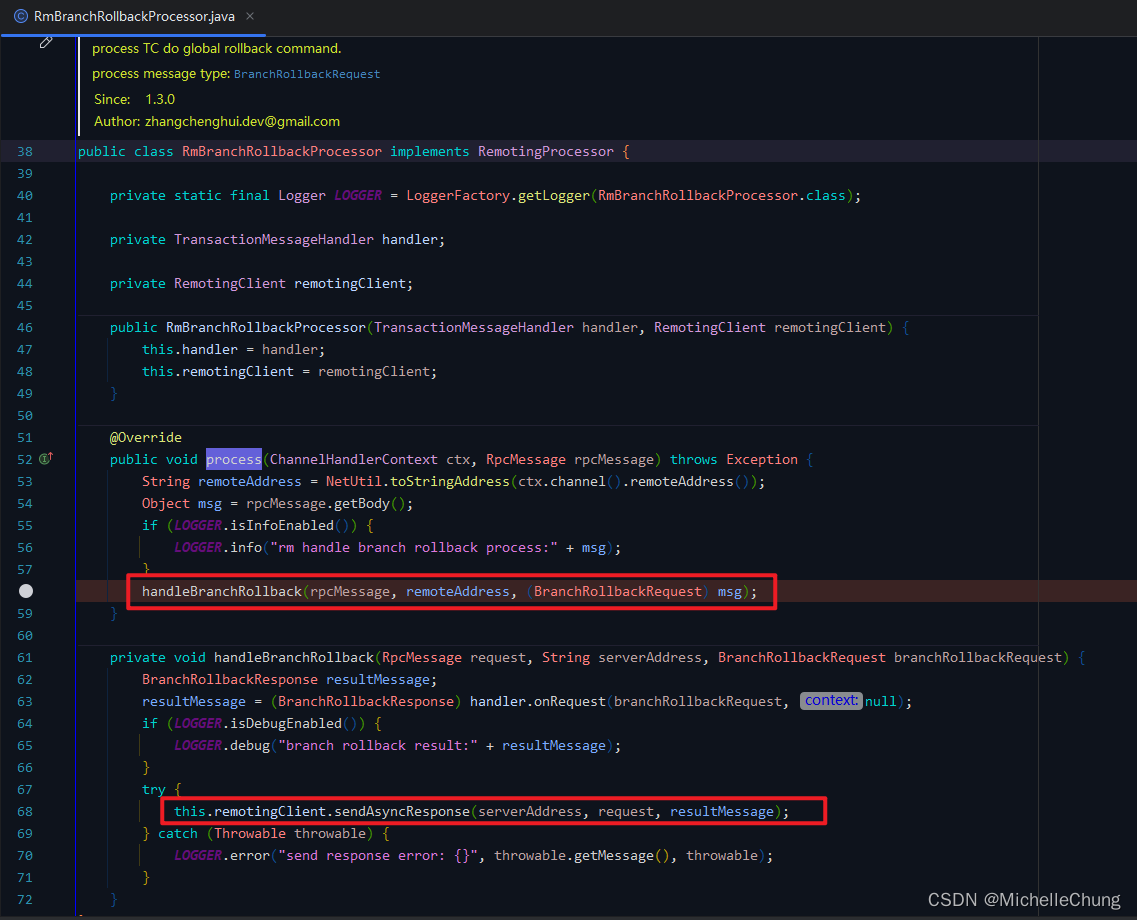 RmBranchRollbackProcessor.java ×
process TC do global rollback command.
process message type: BranchRollbackRequest
Since: 1.3.0
Author: zhangchenghui.dev@gmail.com
38 public class RmBranchRollbackProcessor implements RemotingProcessor {
39
40 private static final Logger LOGGER = LoggerFactory.getLogger(RmBranchRollbackProcessor.class);
41
42 private TransactionMessageHandler handler;
43
44 private RemotingClient remotingClient;
45
46 public RmBranchRollbackProcessor(TransactionMessageHandler handler, RemotingClient remotingClient) {
47 this.handler = handler;
48 this.remotingClient = remotingClient;
49 }
50
51 @Override
52 public void process(ChannelHandlerContext ctx, RpcMessage rpcMessage) throws Exception {
53 String remoteAddress = NetUtil.toStringAddress(ctx.channel().remoteAddress());
54 Object msg = rpcMessage.getBody();
55 if (LOGGER.isInfoEnabled()) {
56 LOGGER.info("rm handle branch rollback process:" + msg);
57 }
handleBranchRollback(rpcMessage, remoteAddress, (BranchRollbackRequest) msg);
59 }
60
61 private void handleBranchRollback(RpcMessage request, String serverAddress, BranchRollbackRequest branchRollbackRequest) {
62 BranchRollbackResponse resultMessage;
63 resultMessage = (BranchRollbackResponse) handler.onRequest(branchRollbackRequest, context: null);
64 if (LOGGER.isDebugEnabled()) {
65 LOGGER.debug("branch rollback result:" + resultMessage);
66 }
67 try {
68 this.remotingClient.sendAsyncResponse(serverAddress, request, resultMessage);
69 } catch (Throwable throwable) {
70 LOGGER.error("send response error: {}", throwable.getMessage(), throwable);
71 }
72 }
CSDN @MichelleChung